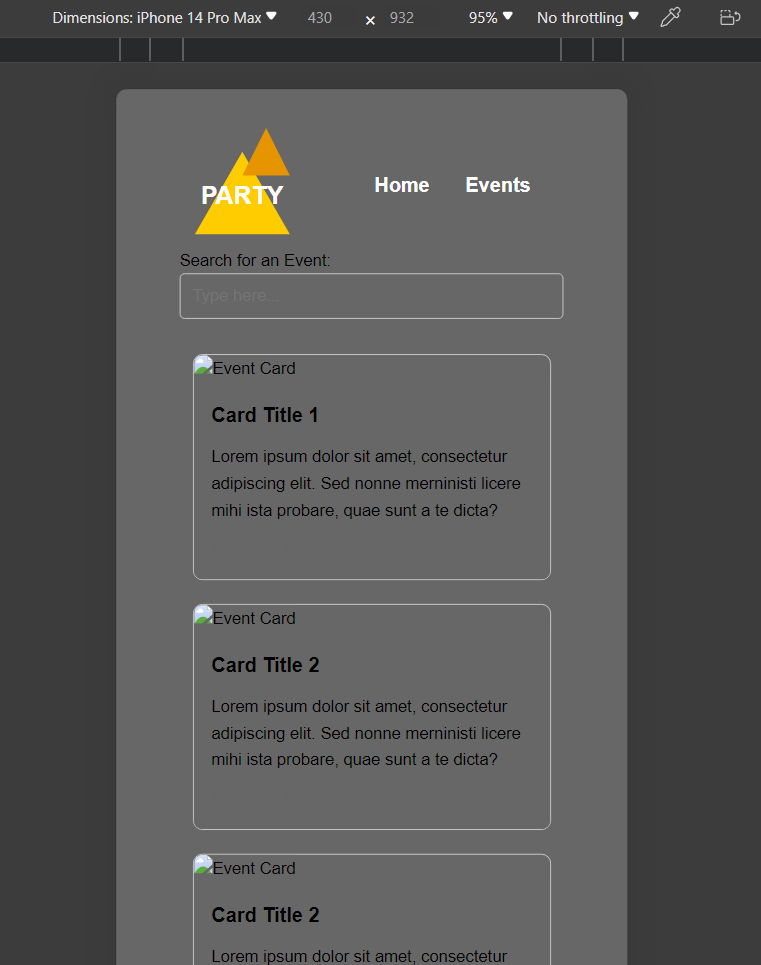 Dimensions: iPhone 14 Pro Max 430 × 932 95% No throttling
PARTY Home Events
Search for an Event:
Type here...
Event Card
Card Title 1
Lorem ipsum dolor sit amet, consectetur
adipiscing elit. Sed nonne merninisti licere
mihi ista probare, quae sunt a te dicta?
Event Card
Card Title 2
Lorem ipsum dolor sit amet, consectetur
adipiscing elit. Sed nonne merninisti licere
mihi ista probare, quae sunt a te dicta?
Event Card
Card Title 2
Lorem ipsum dolor sit amet, consectetur